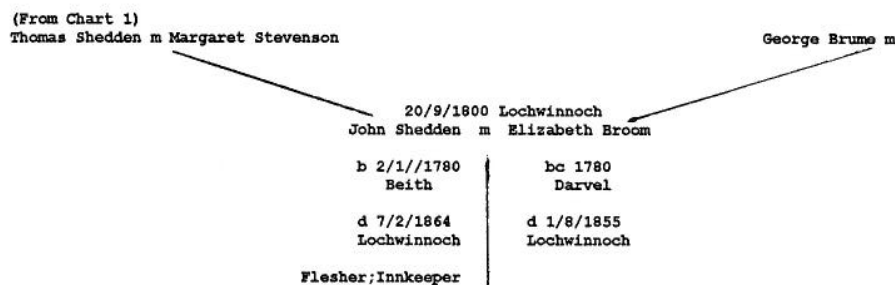 (From Chart 1)
Thomas Shedden m Margaret Stevenson
George Brume m
20/9/1800 Lochwinnoch
John Shedden m Elizabeth Broom
b 2/1//1780 bc 1780
Beith Darvel
d 7/2/1864 d 1/8/1855
Lochwinnoch Lochwinnoch
Flesher;Innkeeper